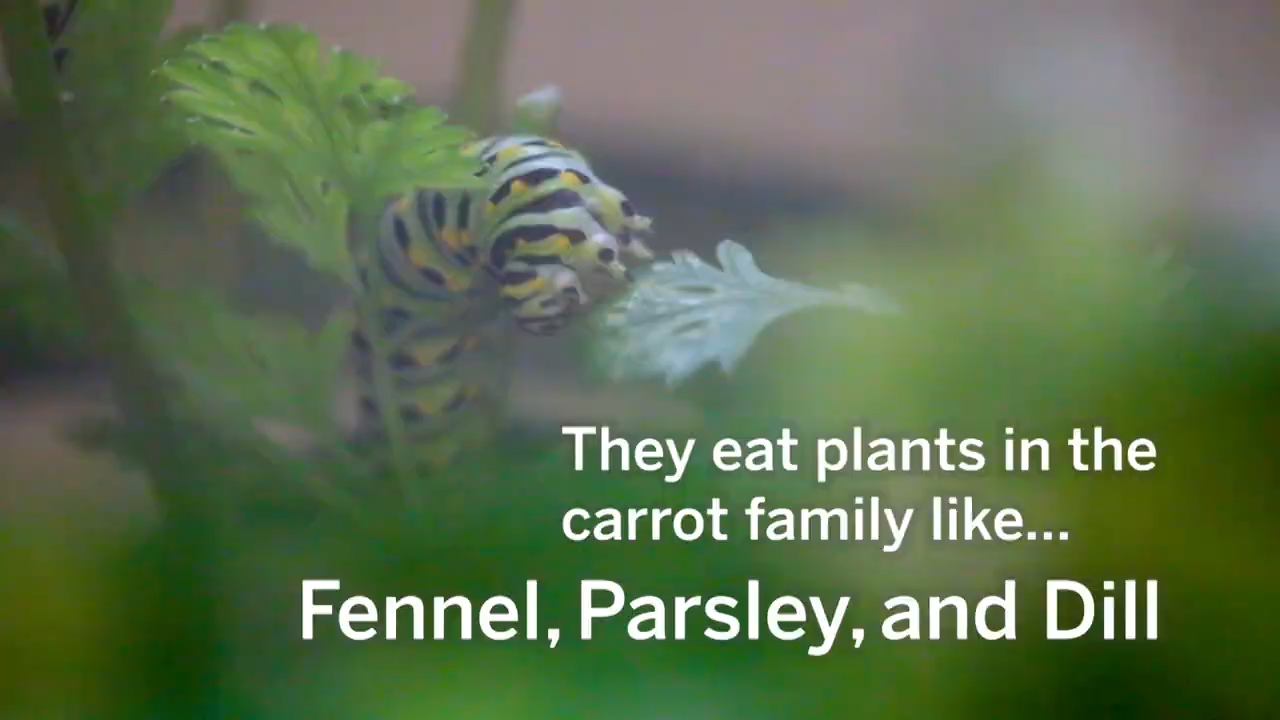 They eat plants in the
carrot family like...
Fennel, Parsley, and Dill